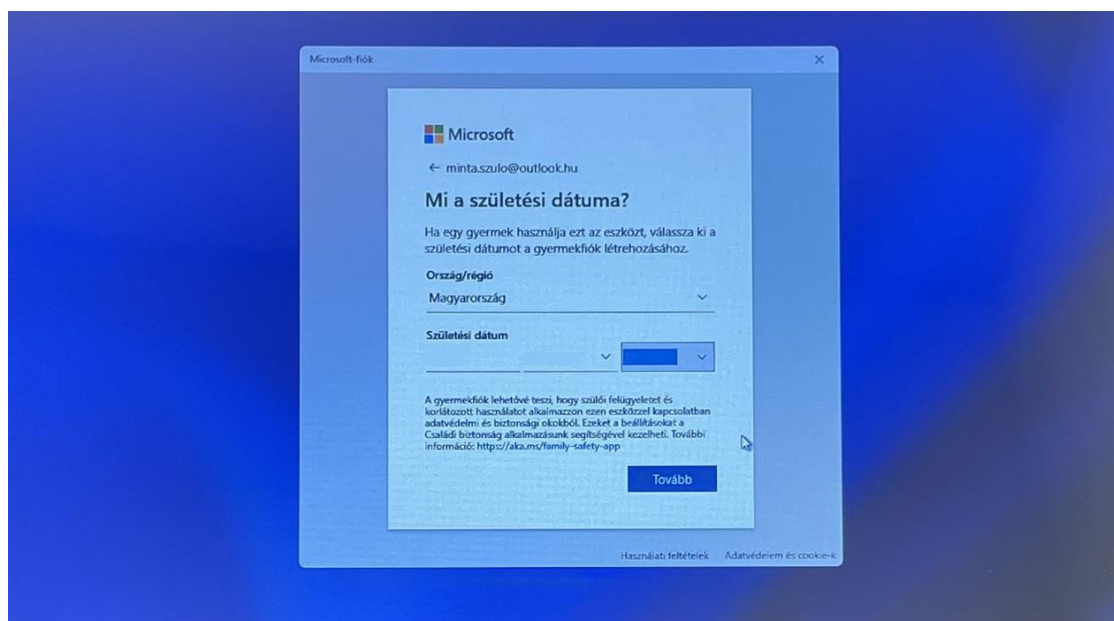 Microsoft-fiók
Microsoft
← minta.szulo@outlook.hu
Mi a születési dátuma?
Ha egy gyermek használja ezt az eszközt, válassza ki a
születési dátumot a gyermekfiók létrehozásához.
Ország/régió
Magyarország
Születési dátum
A gyermekfiók lehetővé teszi, hogy szülői felügyeletet és
korlátozott használatot alkalmazzon ezen eszközzel kapcsolatban
adatvédelmi és biztonsági okokból. Ezeket a beállításokat a
Családi biztonság alkalmazásunk segítségével kezelheti. További
információ: https://aka.ms/family-safety-app
Tovább
Használati feltételek Adatvédelem és cookie-k